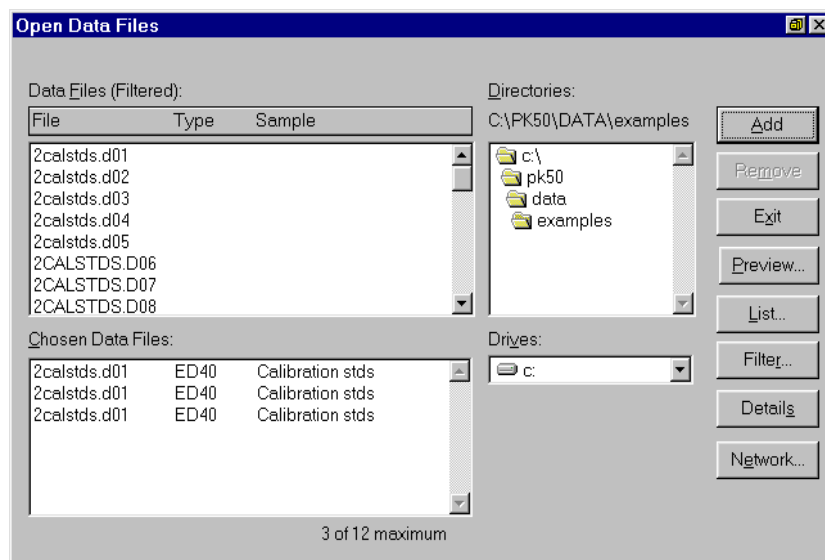 Open Data Files
Data Files (Filtered):
File Type Sample
2calstds.d01
2calstds.d02
2calstds.d03
2calstds.d04
2calstds.d05
2CALSTDS.D06
2CALSTDS.D07
2CALSTDS.D08
Chosen Data Files:
2calstds.d01 ED40 Calibration stds
2calstds.d01 ED40 Calibration stds
2calstds.d01 ED40 Calibration stds
3 of 12 maximum
Directories:
C:\PK50\DATA\examples
c:\
pk50
data
examples
Drives:
c:
Add
Remove
Exit
Preview...
List...
Filter...
Details
Network...